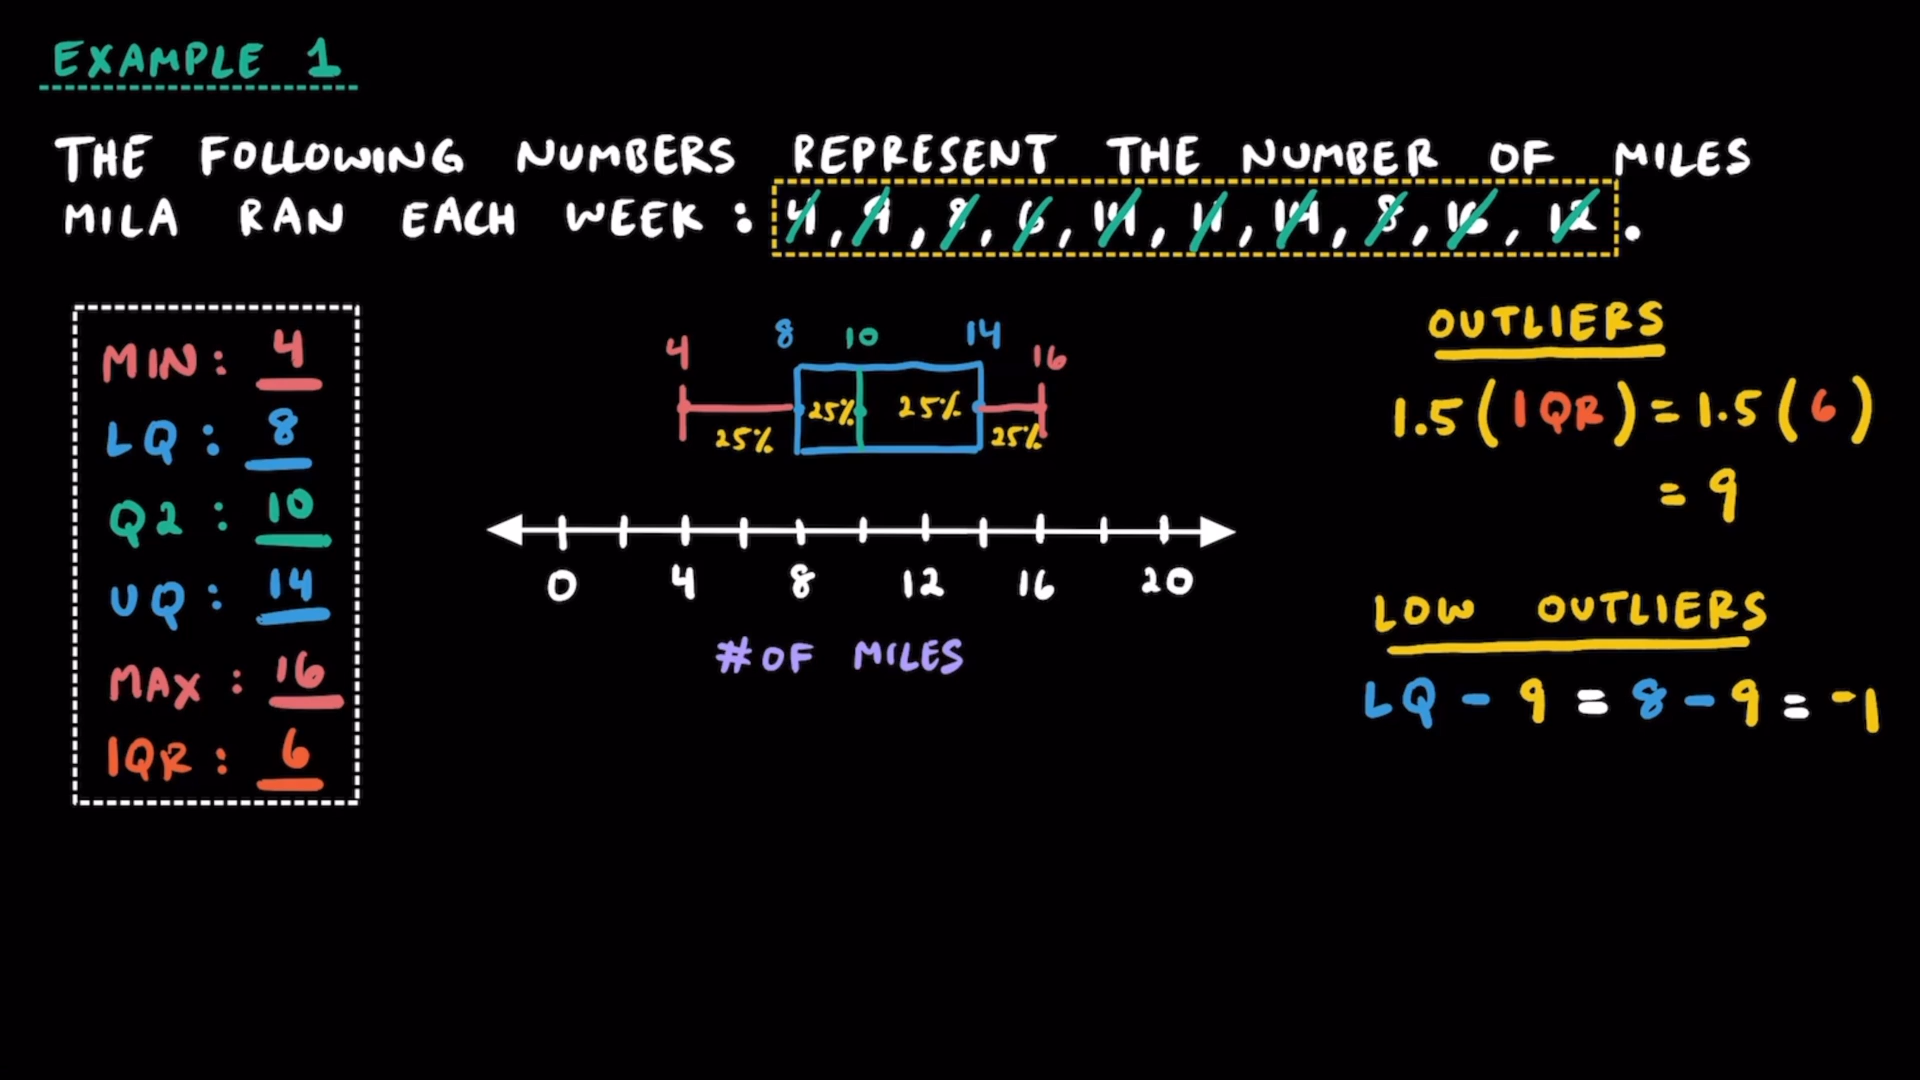 EXAMPLE 1
THE FOLLOWING NUMBERS REPRESENT THE NUMBER OF MILES
MILA RAN EACH WEEK: 4, 9, 8, 6, 14, 11, 14, 8, 16, 12.
MIN: 4
LQ: 8
Q2: 10
UQ: 14
MAX: 16
IQR: 6
4 8 10 14 16
25% 25% 25% 25%
0 4 8 12 16 20
# OF MILES
OUTLIERS
1.5(IQR) = 1.5(6)
= 9
LOW OUTLIERS
LQ - 9 = 8 - 9 = -1